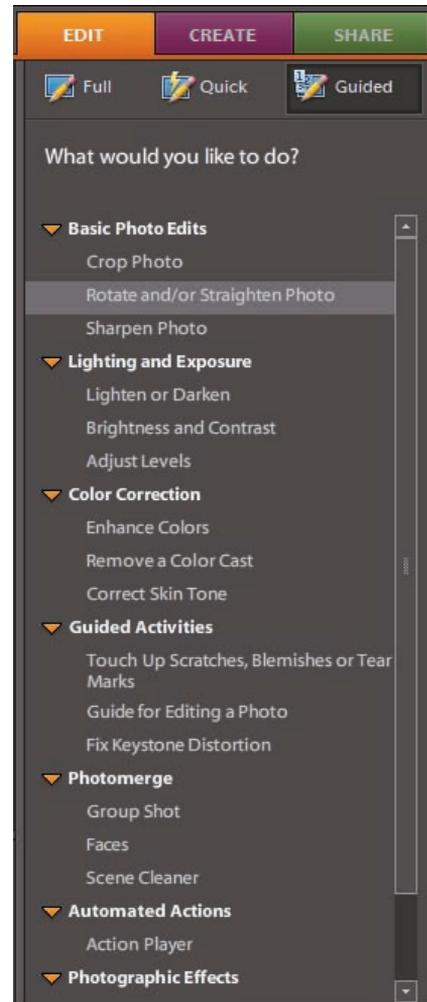 EDIT CREATE SHARE
Full Quick Guided
What would you like to do?
Basic Photo Edits
Crop Photo
Rotate and/or Straighten Photo
Sharpen Photo
Lighting and Exposure
Lighten or Darken
Brightness and Contrast
Adjust Levels
Color Correction
Enhance Colors
Remove a Color Cast
Correct Skin Tone
Guided Activities
Touch Up Scratches, Blemishes or Tear
Marks
Guide for Editing a Photo
Fix Keystone Distortion
Photomerge
Group Shot
Faces
Scene Cleaner
Automated Actions
Action Player
Photographic Effects